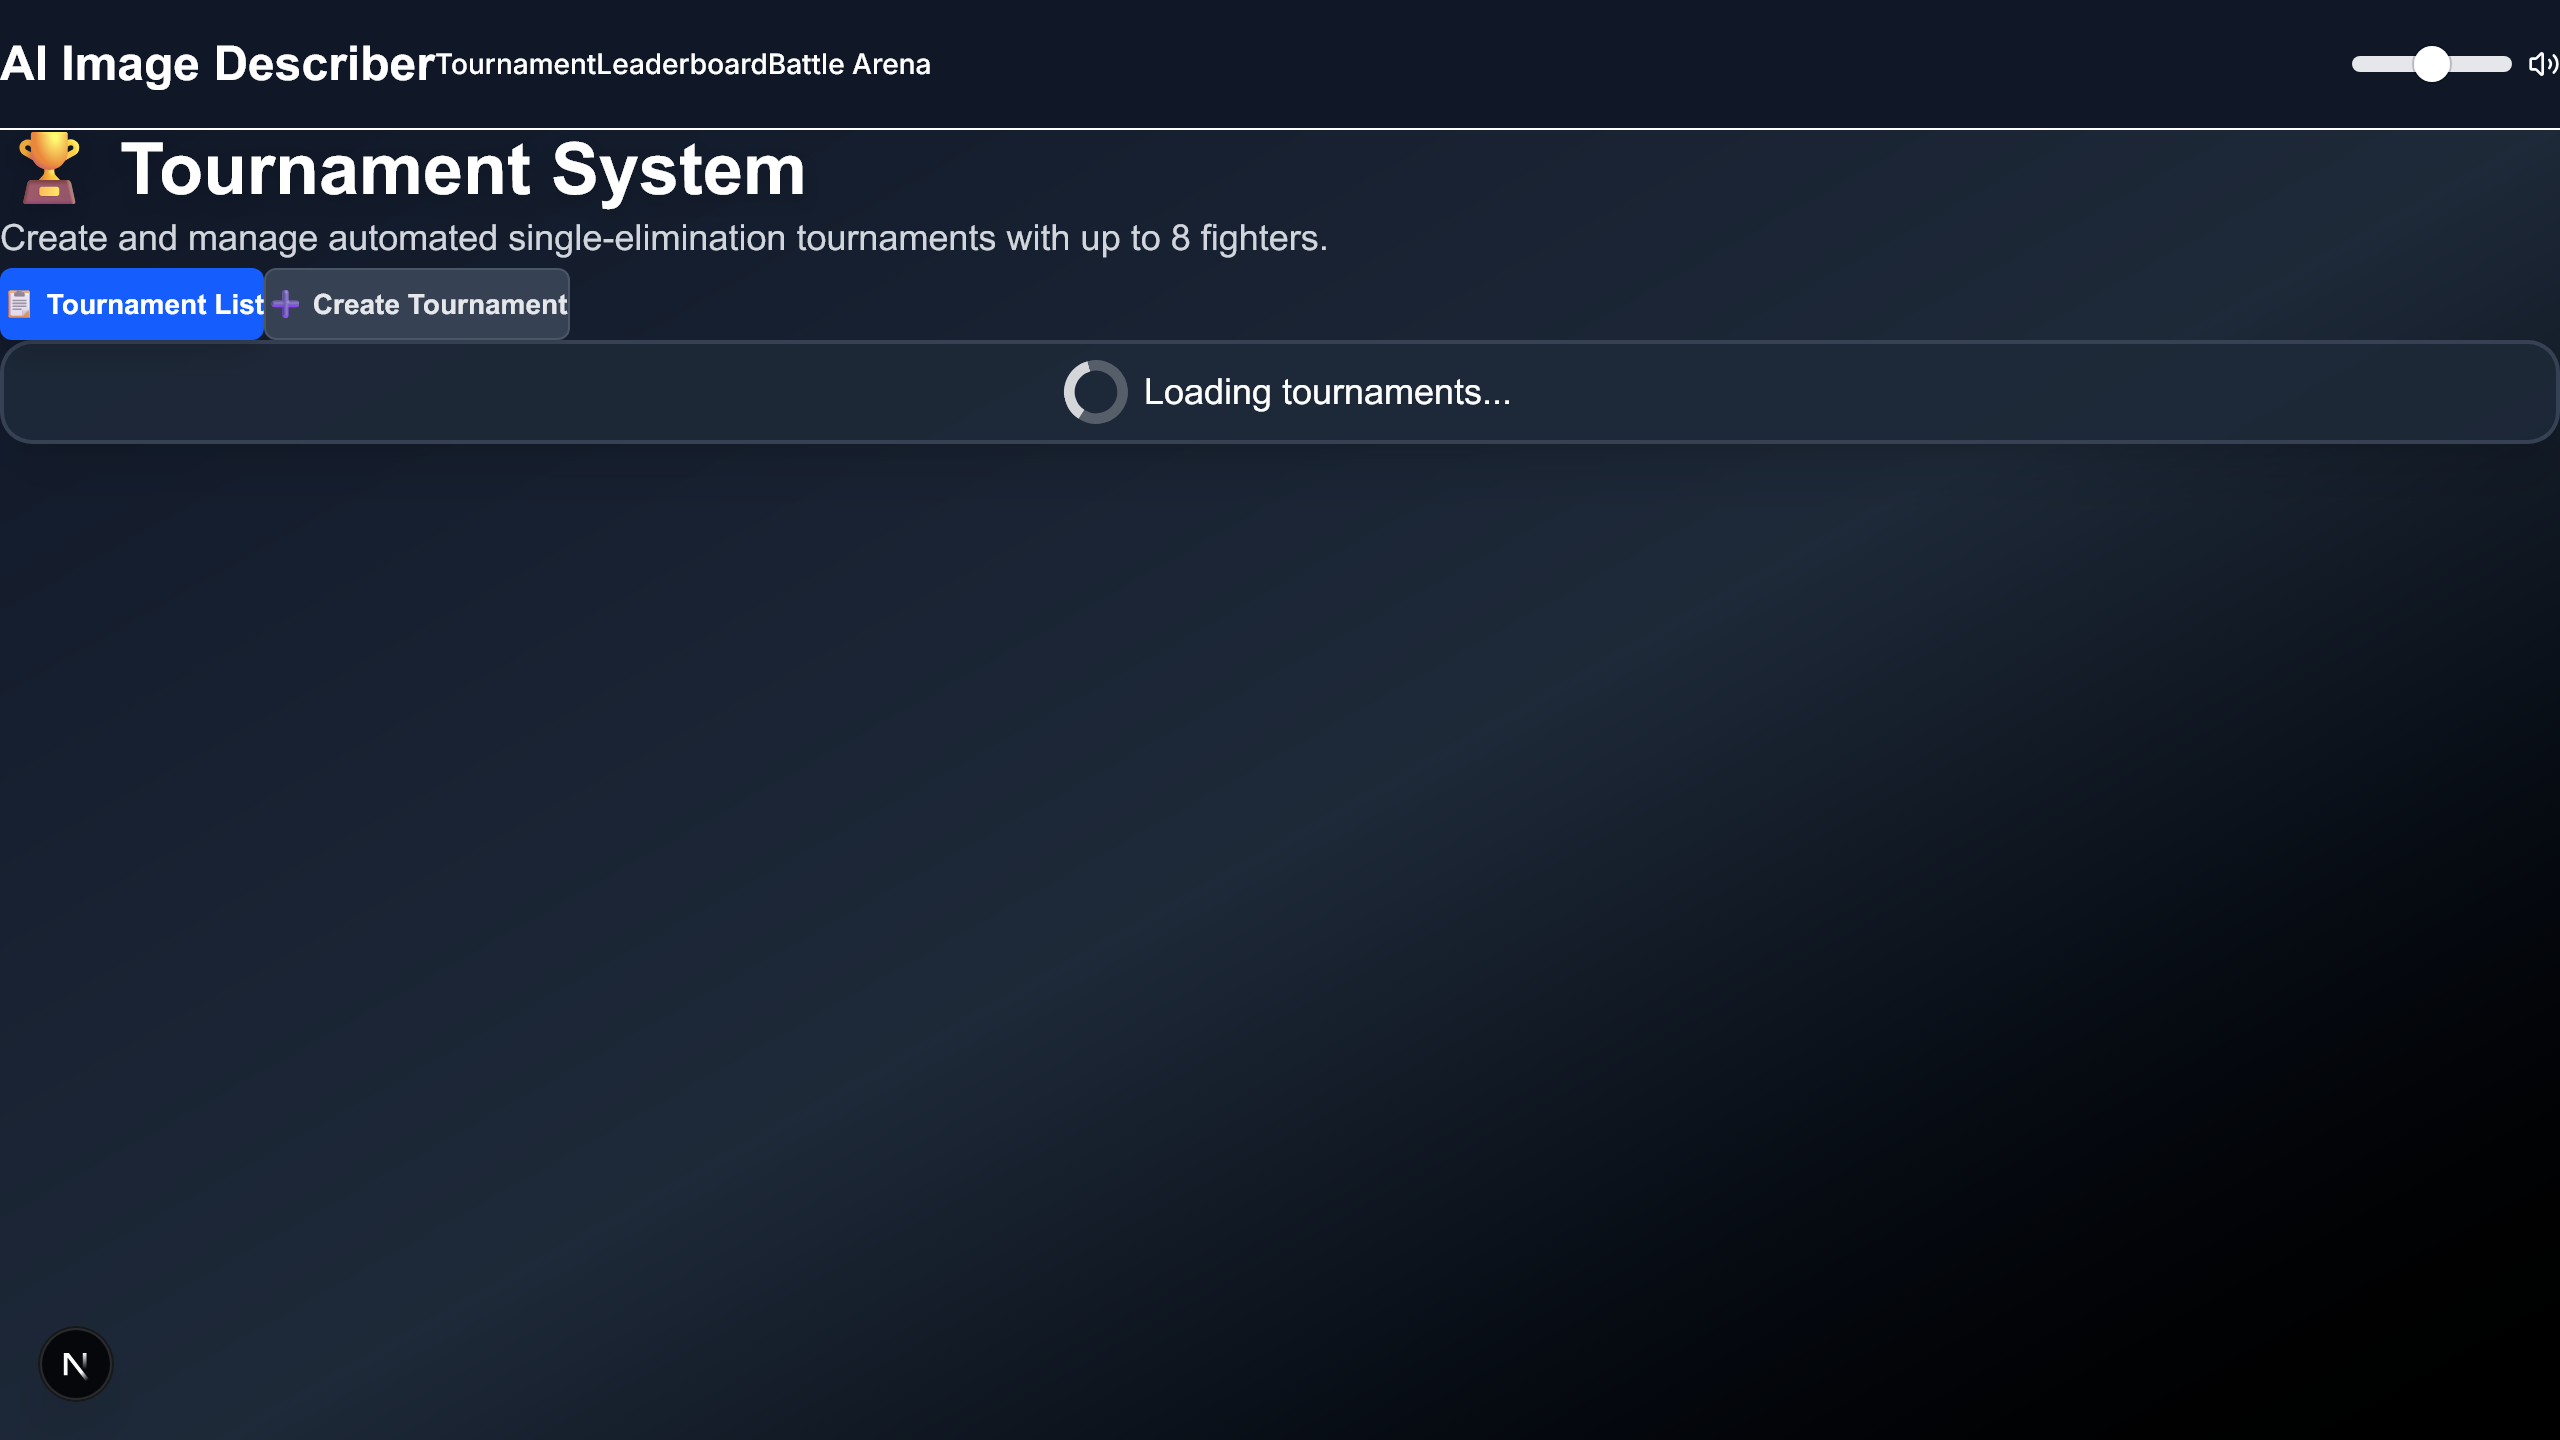 AI Image Describer Tournament Leaderboard Battle Arena
Tournament System
Create and manage automated single-elimination tournaments with up to 8 fighters.
Tournament List Create Tournament
Loading tournaments...
N